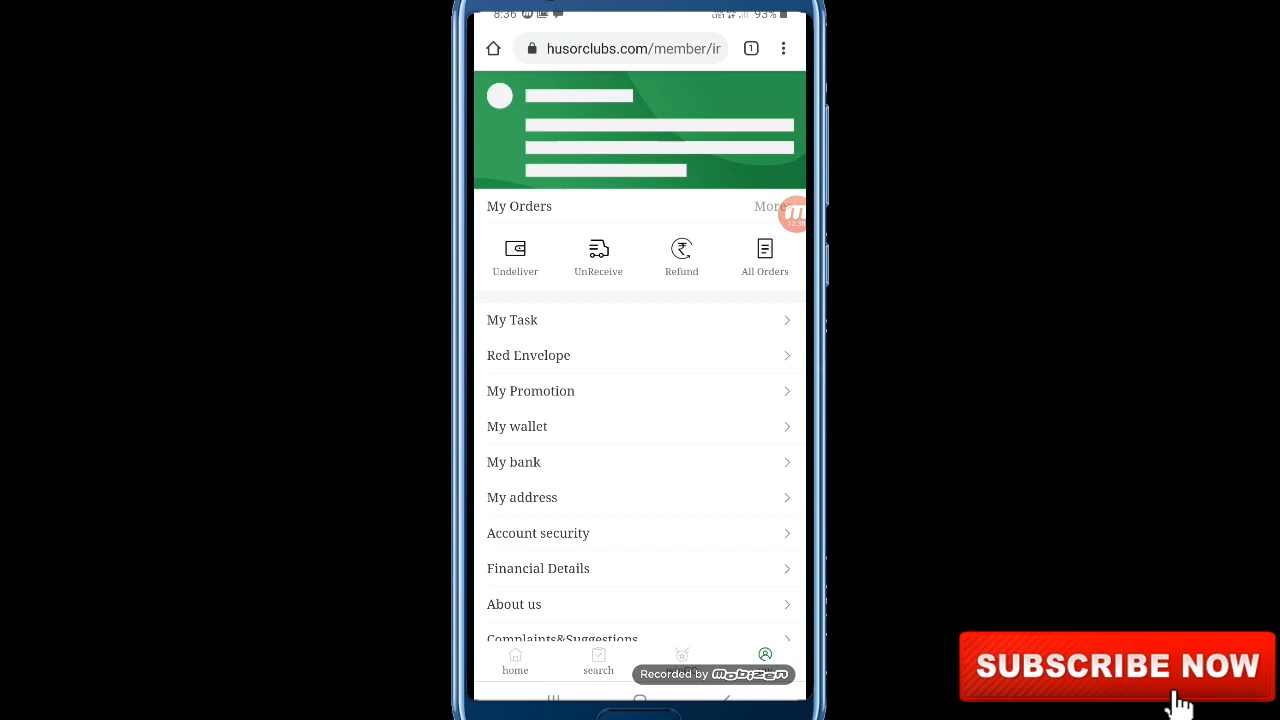 8:36 93%
husorclubs.com/member/ir 1
My Orders More
12:36
Undeliver UnReceive Refund All Orders
My Task
Red Envelope
My Promotion
My wallet
My bank
My address
Account security
Financial Details
About us
Complaints&Suggestions
home search
Recorded by mobizen
SUBSCRIBE NOW